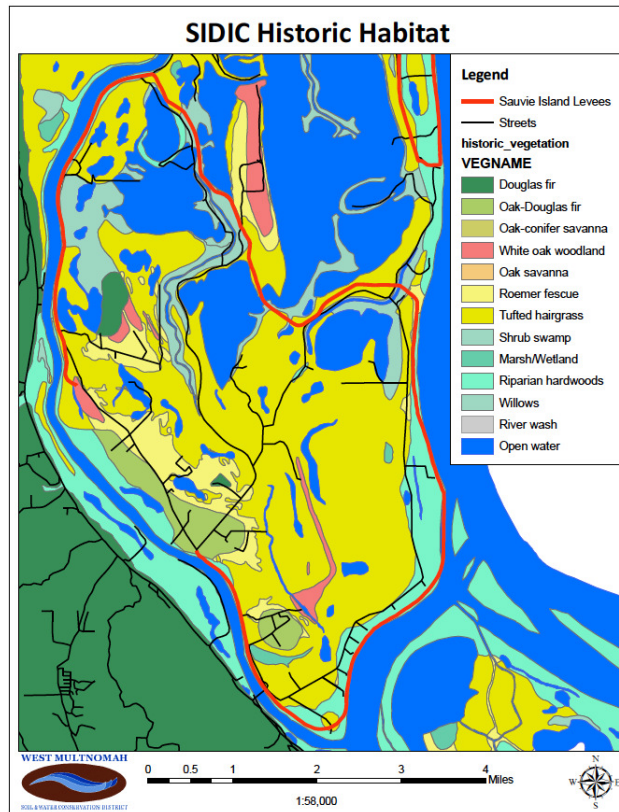 SIDIC Historic Habitat
Legend
Sauvie Island Levees
Streets
historic_vegetation
VEGNAME
Douglas fir
Oak-Douglas fir
Oak-conifer savanna
White oak woodland
Oak savanna
Roemer fescue
Tufted hairgrass
Shrub swamp
Marsh/Wetland
Riparian hardwoods
Willows
River wash
Open water
WEST MULTNOMAH
SOIL & WATER CONSERVATION DISTRICT
0 0.5 1 2 3 4
Miles
1:58,000
N
W E
S